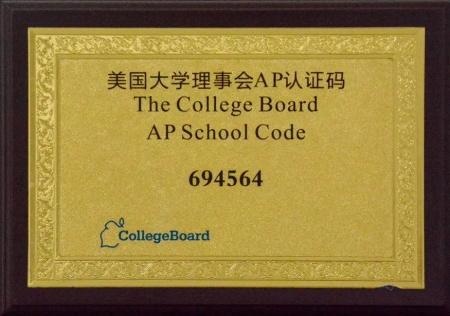 美国大学理事会AP认证码
The College Board
AP School Code
694564
CollegeBoard